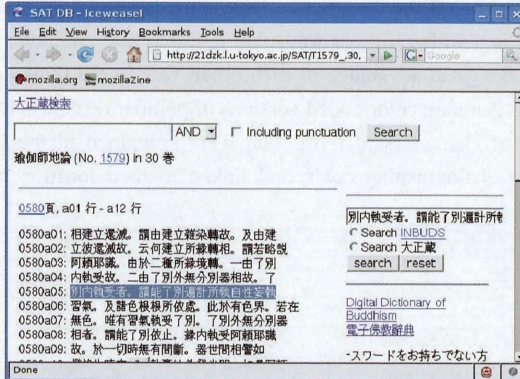 SAT DB - Iceweasel
File Edit View History Bookmarks Tools Help
http://21dzk.l.u-tokyo.ac.jp/SAT/T1579_.30,
Google
mozilla.org mozillaZine
大正蔵検索
AND Including punctuation Search
瑜伽師地論 (No. 1579) in 30 巻
0580頁, a01 行 - a12 行
0580a01: 相建立還滅。謂由建立雜染轉故。及由建
0580a02: 立彼還滅故。云何建立所縁轉相。謂若略説
0580a03: 阿頼耶識。由於二種所縁境轉。一由了別
0580a04: 内執受故。二由了別外無分別器相故。了
0580a05: 別内執受者。謂能了別遍計所執自性妄執
0580a06: 習氣。及諸色根根所依處。此於有色界。若在
0580a07: 無色。唯有習氣執受了別。了別外無分別器
0580a08: 相者。謂能了別依止。縁内執受阿頼耶識
0580a09: 故。於一切時無有間斷。器世間相譬如
別内執受者。謂能了別遍計所執
Search INBUDS
Search 大正蔵
search reset
Digital Dictionary of
Buddhism
電子佛教辭典
-スワードをお持ちでない方
Done